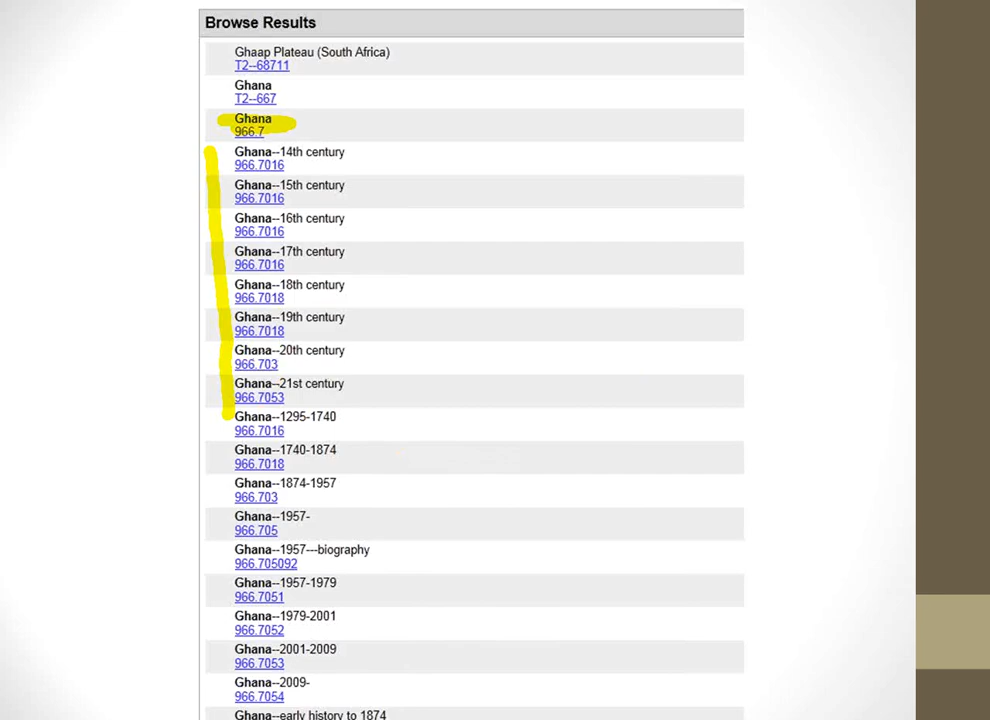 Browse Results
Ghaap Plateau (South Africa)
T2--68711
Ghana
T2--667
Ghana
966.7
Ghana--14th century
966.7016
Ghana--15th century
966.7016
Ghana--16th century
966.7016
Ghana--17th century
966.7016
Ghana--18th century
966.7018
Ghana--19th century
966.7018
Ghana--20th century
966.703
Ghana--21st century
966.7053
Ghana--1295-1740
966.7016
Ghana--1740-1874
966.7018
Ghana--1874-1957
966.703
Ghana--1957-
966.705
Ghana--1957---biography
966.705092
Ghana--1957-1979
966.7051
Ghana--1979-2001
966.7052
Ghana--2001-2009
966.7053
Ghana--2009-
966.7054
Ghana--early history to 1874